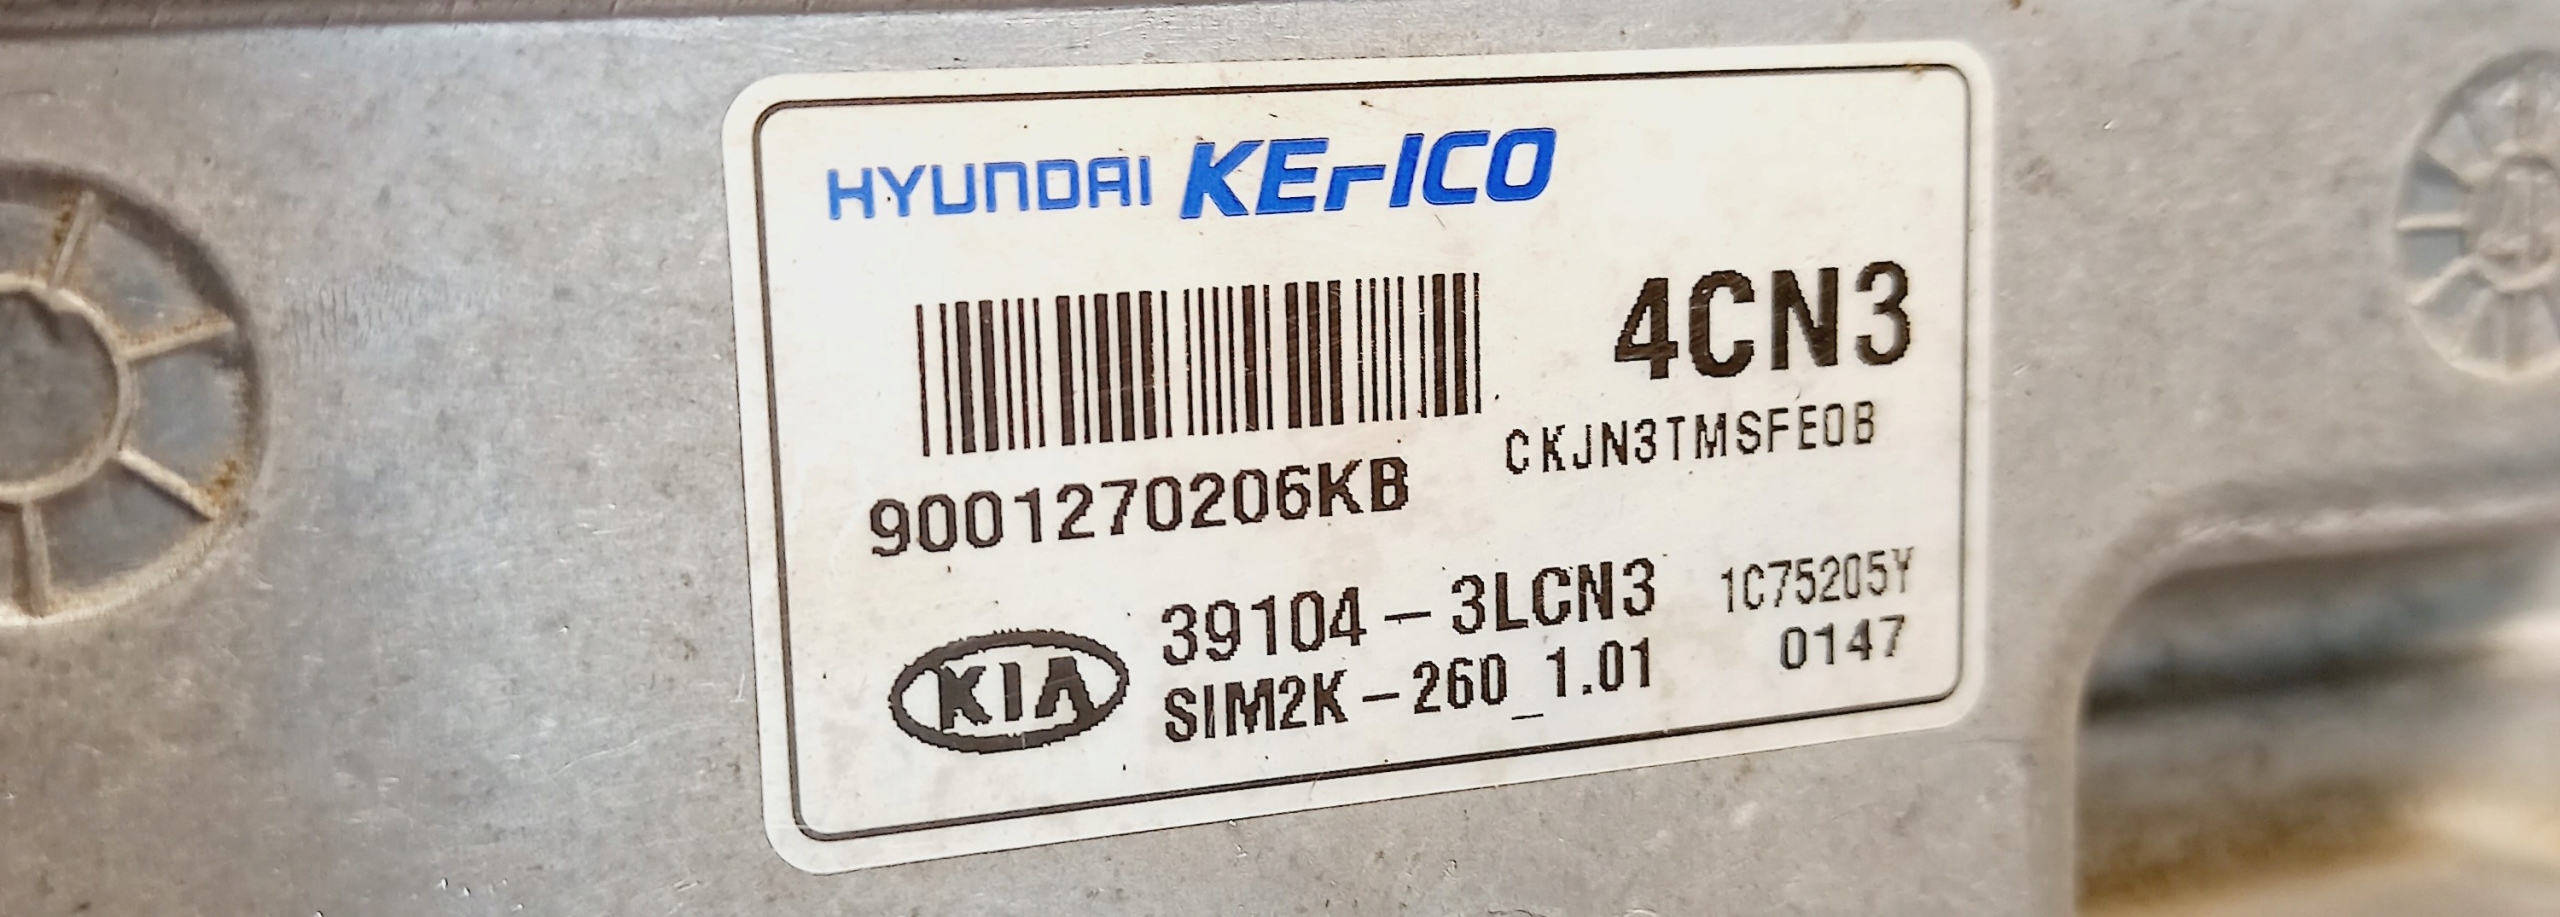 HYUNDAI KEFICO
4CN3
CKJN3TMSFE0B
9001270206KB
39104-3LCN3
1C75205Y
KIA
SIM2K-260_1.01
0147